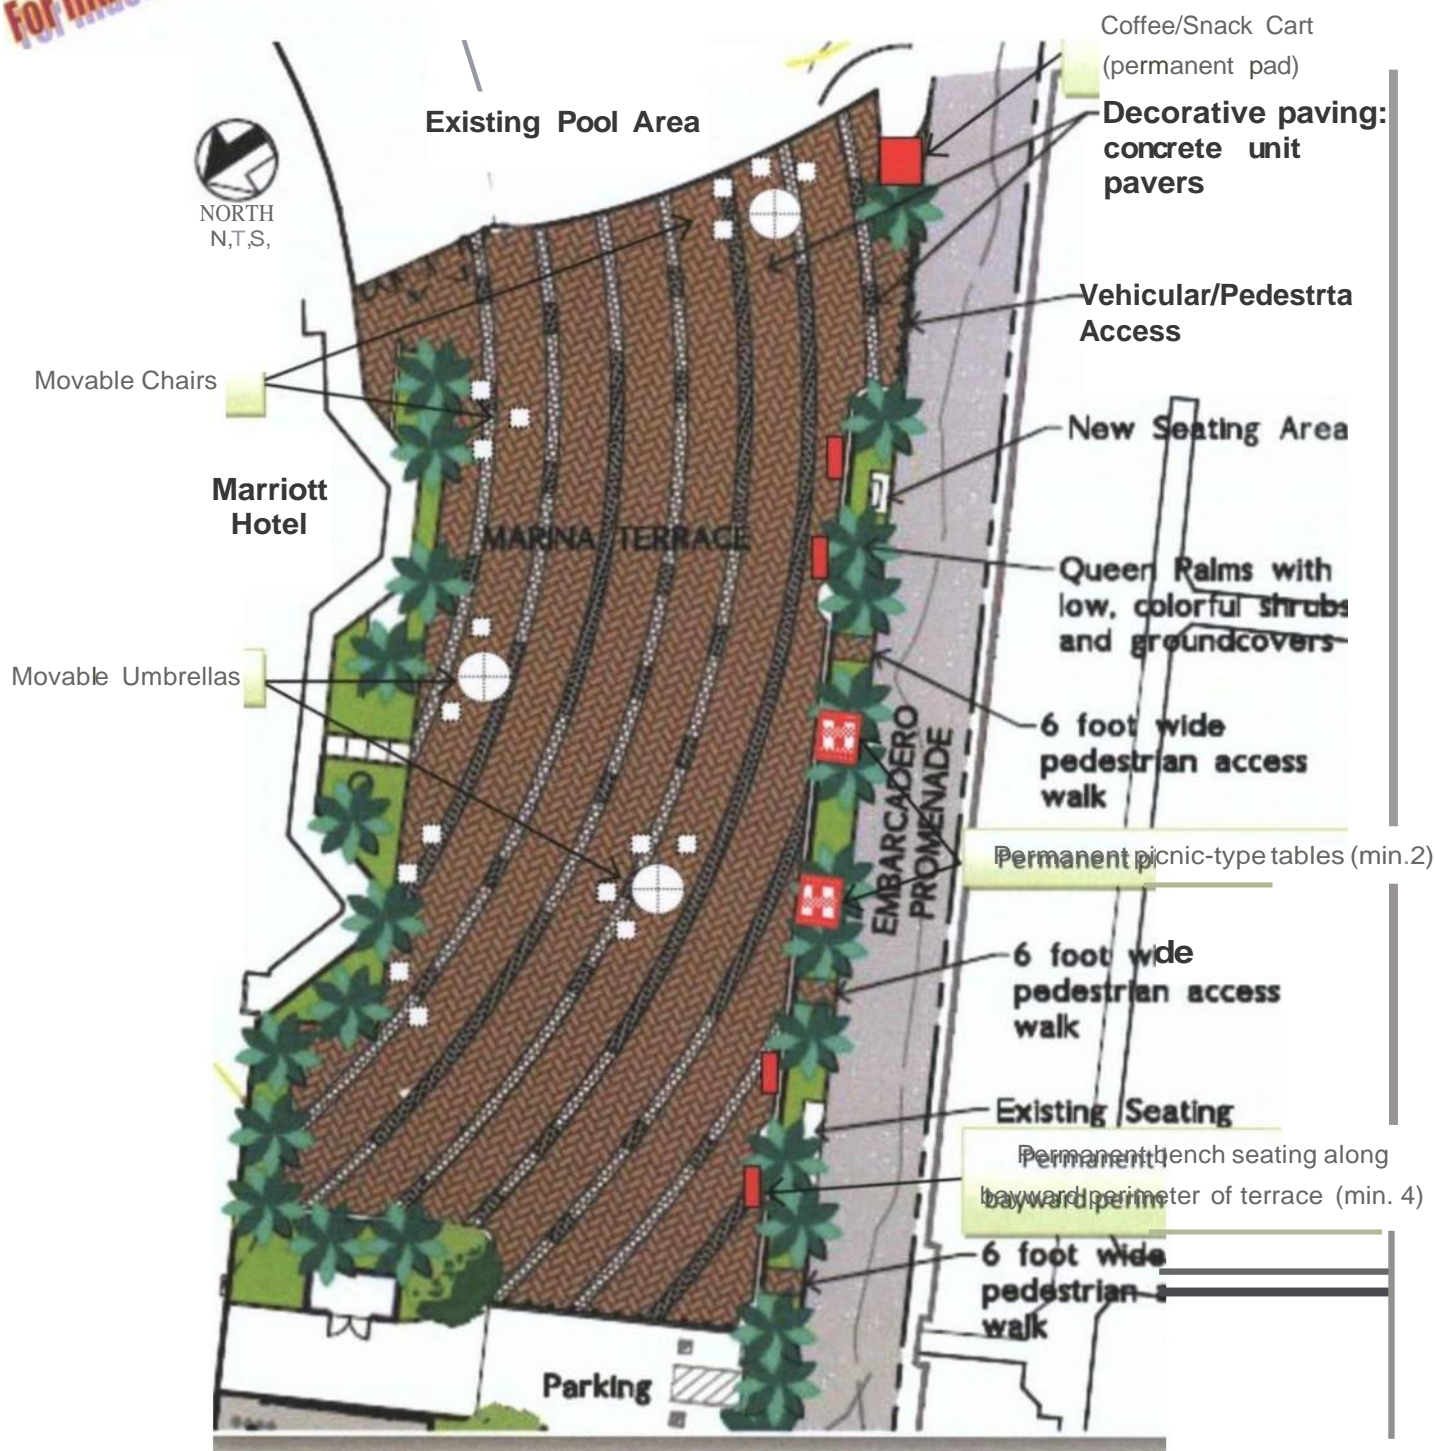 Coffee/Snack Cart
(permanent pad)
Existing Pool Area
Decorative paving:
concrete unit
pavers
NORTH
N,T,S,
Vehicular/Pedestrta
Access
Movable Chairs
New Seating Area
Marriott
Hotel
MARINA TERRACE
Queen Palms with
low, colorful shrubs
and groundcovers
Movable Umbrellas
6 foot wide
pedestrian access
walk
EMBARCADERO
PROMENADE
Permanent picnic-type tables (min.2)
6 foot wide
pedestrian access
walk
Existing Seating
Permanent bench seating along
bayward perimeter of terrace (min. 4)
6 foot wide
pedestrian a
walk
Parking